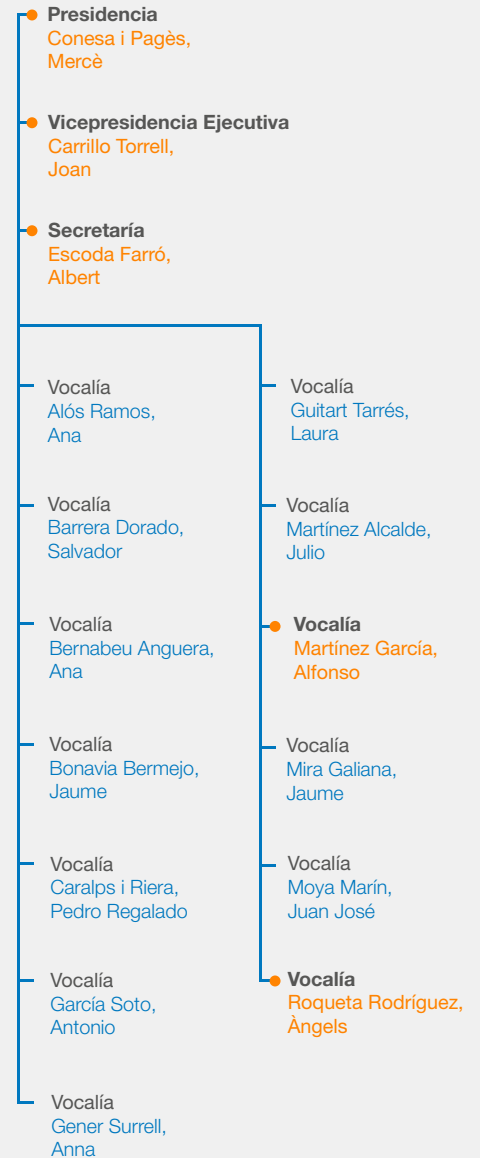 Presidencia
Conesa i Pagès,
Mercè
Vicepresidencia Ejecutiva
Carrillo Torrell,
Joan
Secretaría
Escoda Farró,
Albert
Vocalía
Alós Ramos,
Ana
Vocalía
Barrera Dorado,
Salvador
Vocalía
Bernabeu Anguera,
Ana
Vocalía
Bonavia Bermejo,
Jaume
Vocalía
Caralps i Riera,
Pedro Regalado
Vocalía
García Soto,
Antonio
Vocalía
Gener Surrell,
Anna
Vocalía
Guitart Tarrés,
Laura
Vocalía
Martínez Alcalde,
Julio
Vocalía
Martínez García,
Alfonso
Vocalía
Mira Galiana,
Jaume
Vocalía
Moya Marín,
Juan José
Vocalía
Roqueta Rodríguez,
Àngels